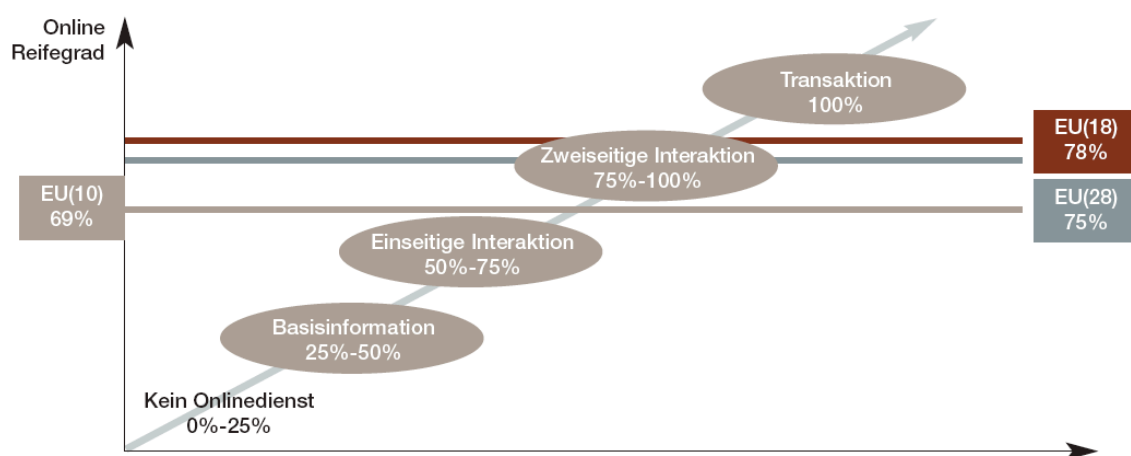 Online
Reifegrad
Transaktion
100%
EU(18)
78%
Zweiseitige Interaktion
75%-100%
EU(10)
69%
EU(28)
75%
Einseitige Interaktion
50%-75%
Basisinformation
25%-50%
Kein Onlinedienst
0%-25%